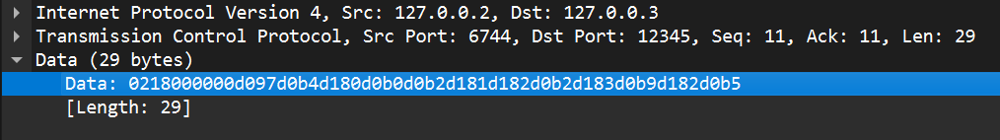 Internet Protocol Version 4, Src: 127.0.0.2, Dst: 127.0.0.3
Transmission Control Protocol, Src Port: 6744, Dst Port: 12345, Seq: 11, Ack: 11, Len: 29
Data (29 bytes)
Data: 0218000000d097d0b4d180d0b0d0b2d181d182d0b2d183d0b9d182d0b5
[Length: 29]